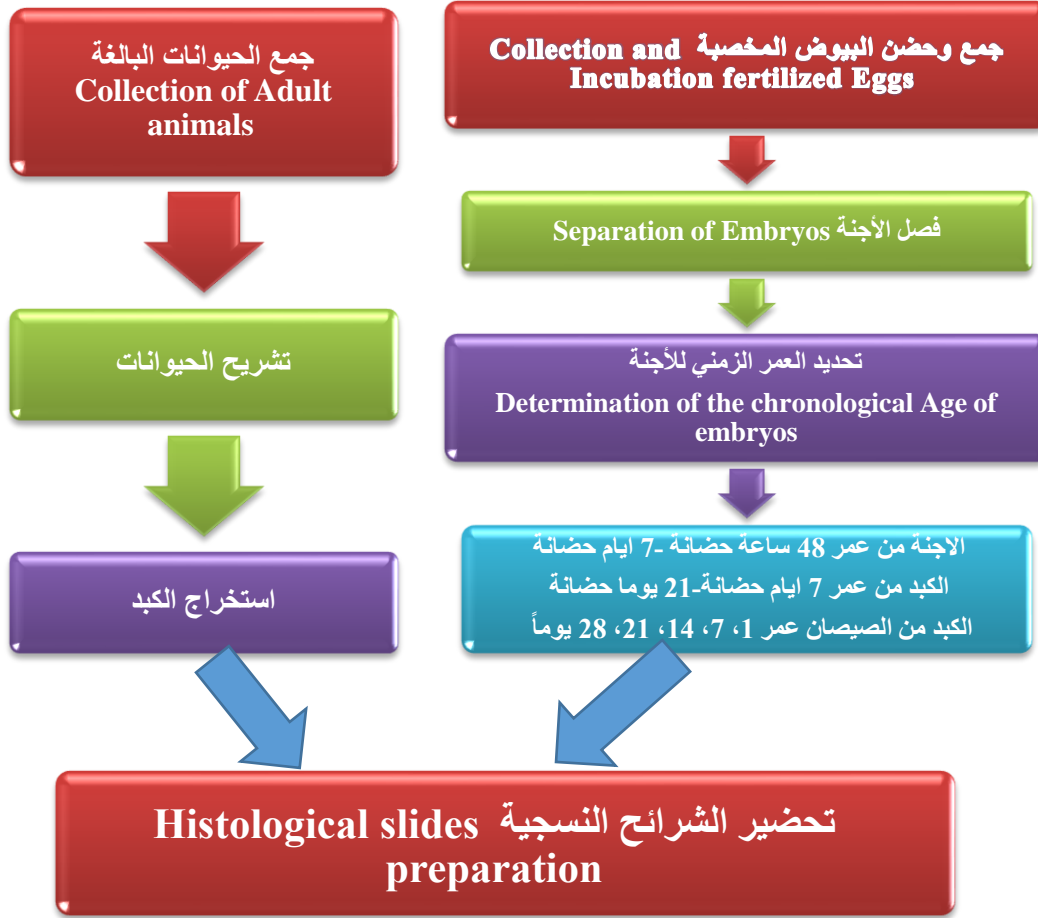 جمع الحيوانات البالغة
Collection of Adult
animals
تشريح الحيوانات
استخراج الكبد
جمع وحضن البيوض المخصبة Collection and
Incubation fertilized Eggs
فصل الأجنة Separation of Embryos
تحديد العمر الزمني للأجنة
Determination of the chronological Age of
embryos
الاجنة من عمر 48 ساعة حضانة -7 ايام حضانة
الكبد من عمر 7 ايام حضانة-21 يوما حضانة
الكبد من الصيصان عمر 1، 7، 14، 21، 28 يوماً
تحضير الشرائح النسجية Histological slides
preparation